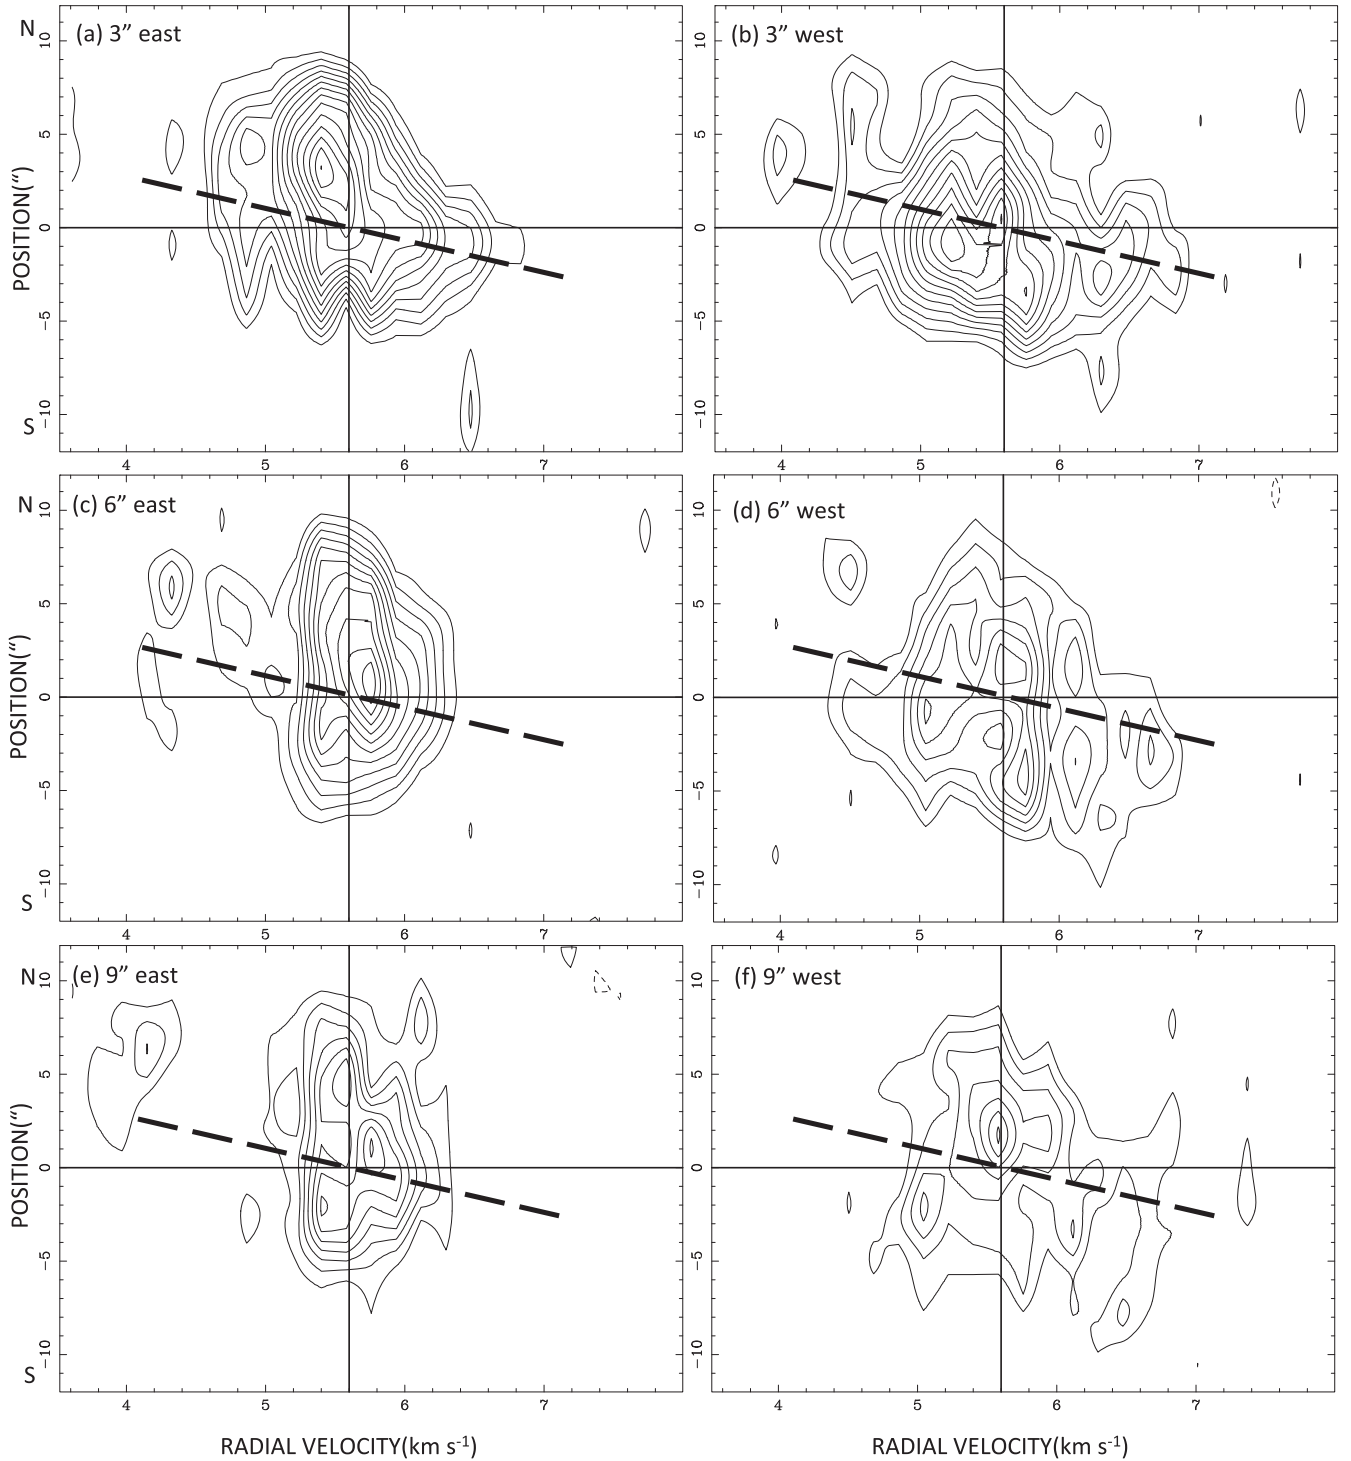 N (a) 3” east (b) 3” west
10 10
5 5
POSITION(“) 0 0
−5 −5
S −10 −10
4 5 6 7 4 5 6 7
N (c) 6” east (d) 6” west
10 10
5 5
POSITION(“) 0 0
−5 −5
S −10 −10
4 5 6 7 4 5 6 7
N (e) 9” east (f) 9” west
10 10
5 5
POSITION(“) 0 0
−5 −5
S −10 −10
4 5 6 7 4 5 6 7
RADIAL VELOCITY(km s-1) RADIAL VELOCITY(km s-1)